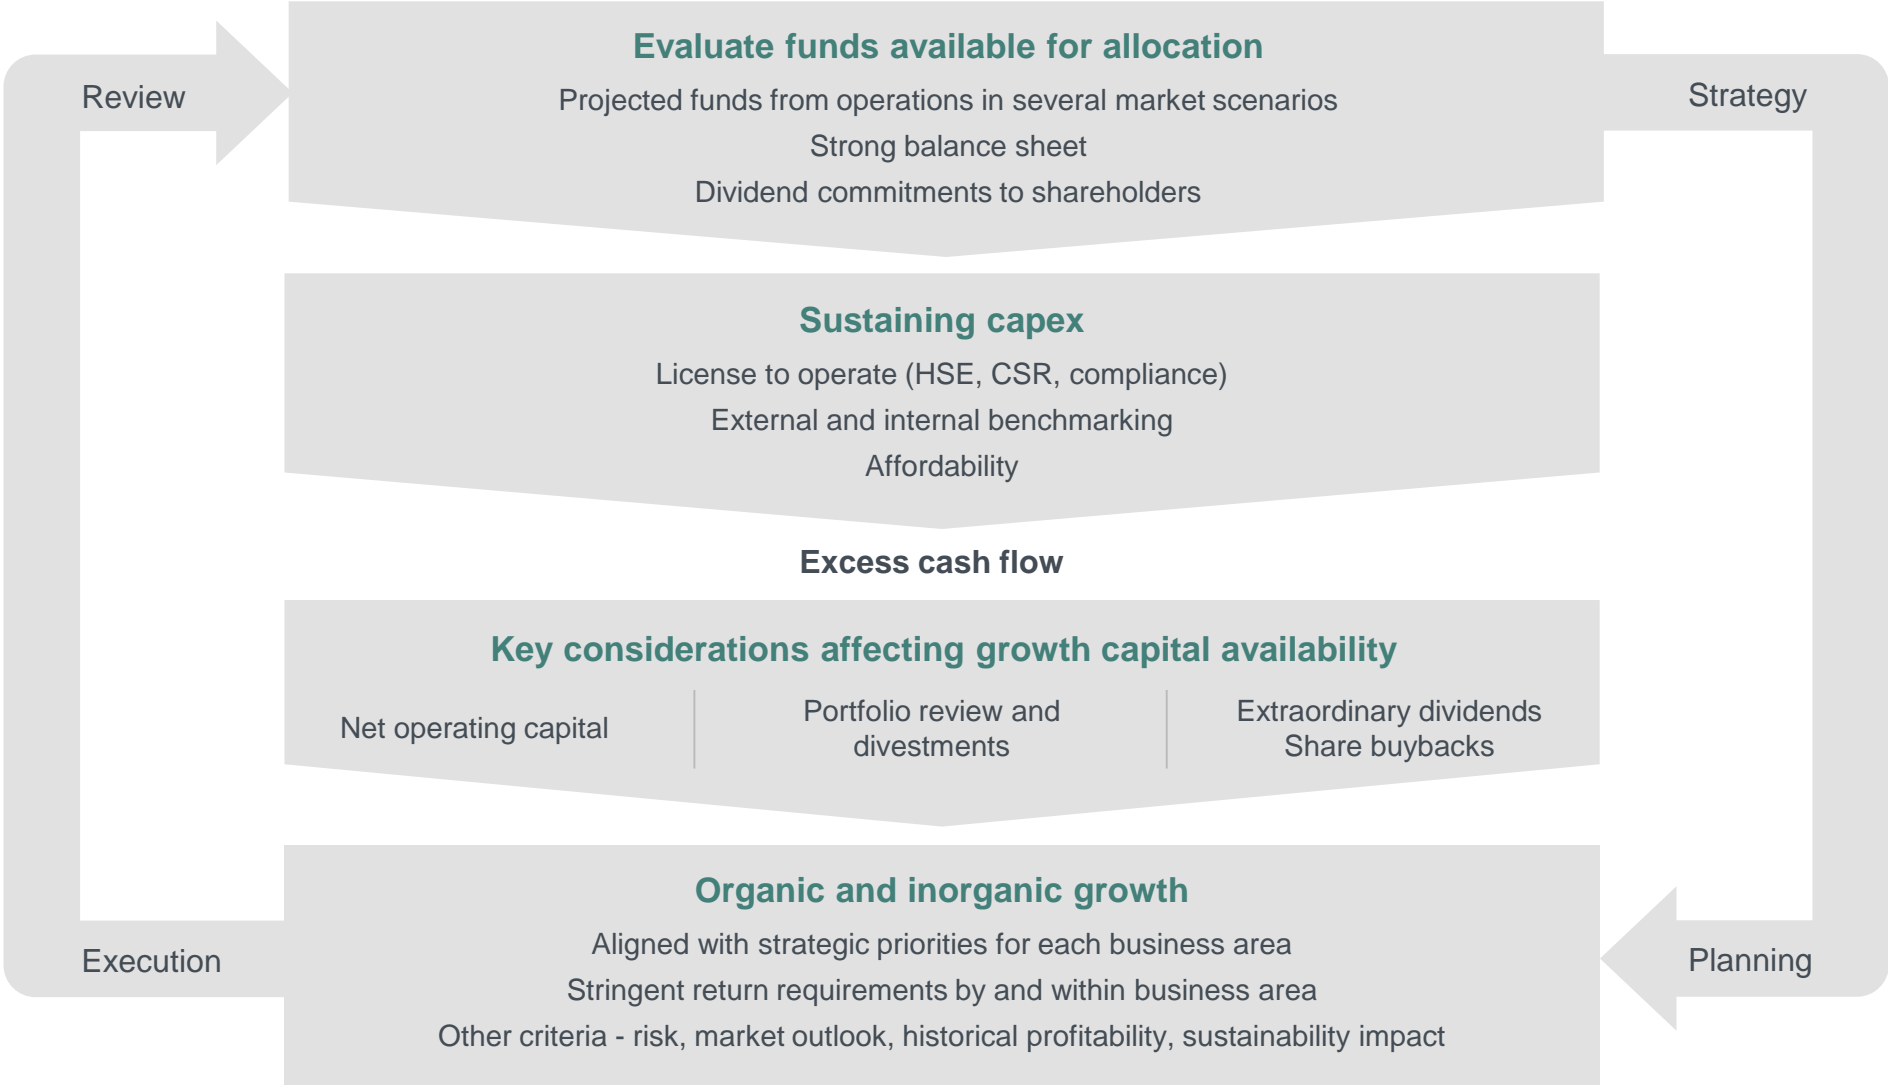 Evaluate funds available for allocation
Review
Projected funds from operations in several market scenarios
Strategy
Strong balance sheet
Dividend commitments to shareholders
Sustaining capex
License to operate (HSE, CSR, compliance)
External and internal benchmarking
Affordability
Excess cash flow
Key considerations affecting growth capital availability
Net operating capital
Portfolio review and
divestments
Extraordinary dividends
Share buybacks
Organic and inorganic growth
Aligned with strategic priorities for each business area
Execution
Planning
Stringent return requirements by and within business area
Other criteria - risk, market outlook, historical profitability, sustainability impact